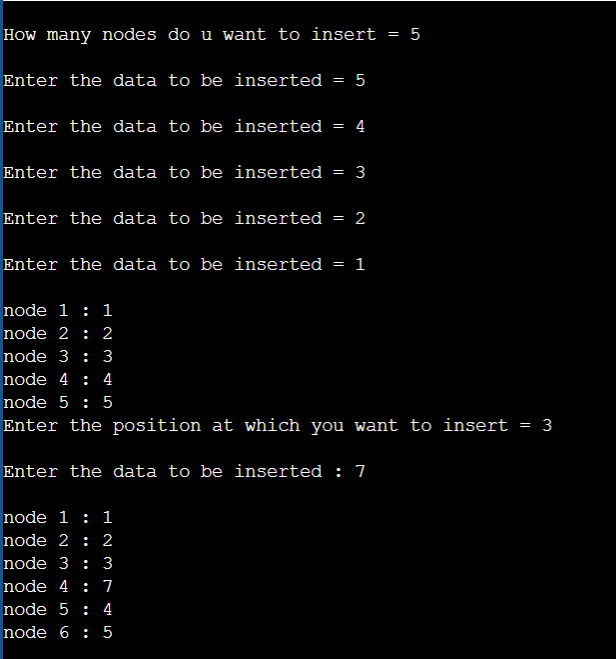 How many nodes do u want to insert = 5
Enter the data to be inserted = 5
Enter the data to be inserted = 4
Enter the data to be inserted = 3
Enter the data to be inserted = 2
Enter the data to be inserted = 1
node 1 : 1
node 2 : 2
node 3 : 3
node 4 : 4
node 5 : 5
Enter the position at which you want to insert = 3
Enter the data to be inserted : 7
node 1 : 1
node 2 : 2
node 3 : 3
node 4 : 7
node 5 : 4
node 6 : 5